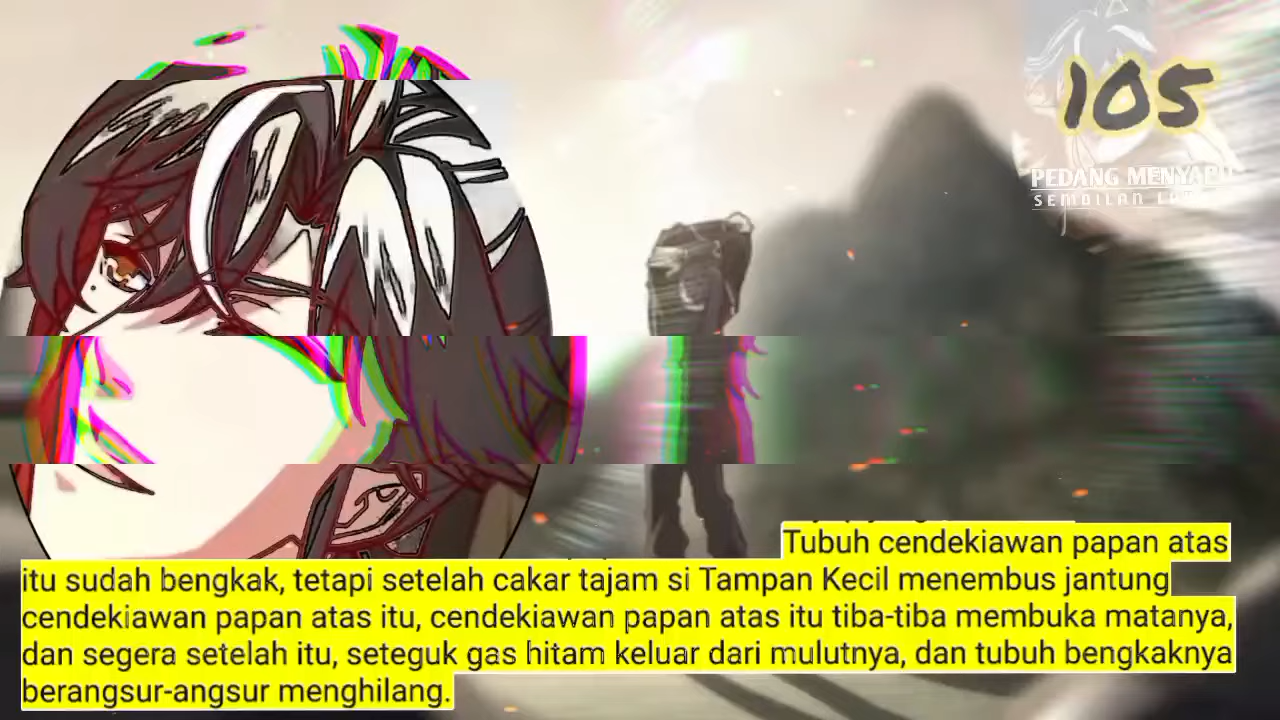 105
PEDANG MENYAPU
SEMBILAN
Tubuh cendekiawan papan atas
itu sudah bengkak, tetapi setelah cakar tajam si Tampan Kecil menembus jantung
cendekiawan papan atas itu, cendekiawan papan atas itu tiba-tiba membuka matanya,
dan segera setelah itu, seteguk gas hitam keluar dari mulutnya, dan tubuh bengkaknya
berangsur-angsur menghilang.